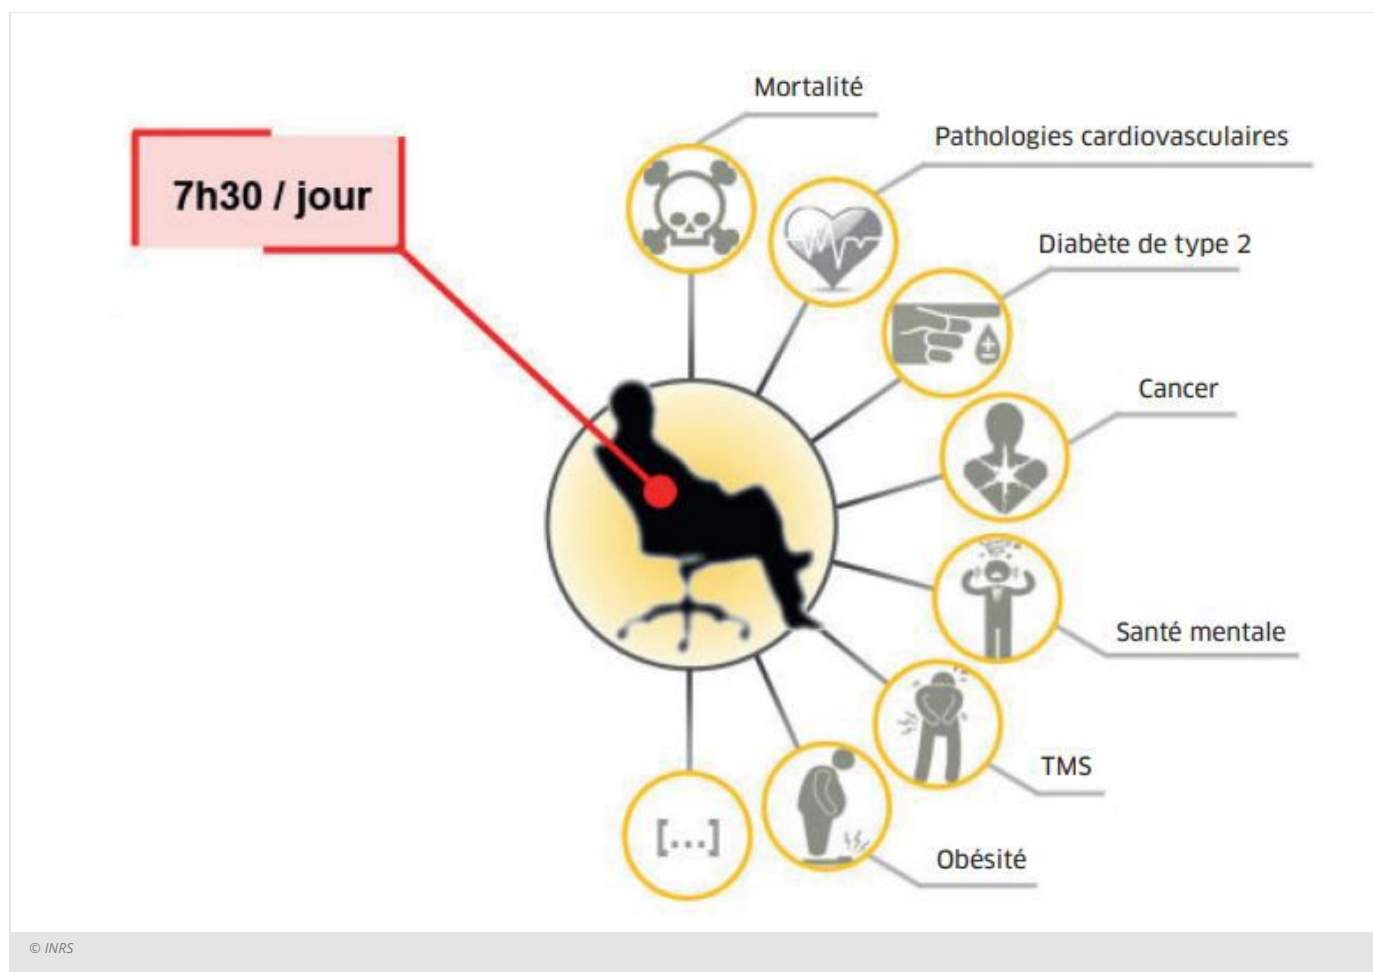 Mortalité
Pathologies cardiovasculaires
7h30 / jour
Diabète de type 2
Cancer
Santé mentale
TMS
[...]
Obésité
© INRS